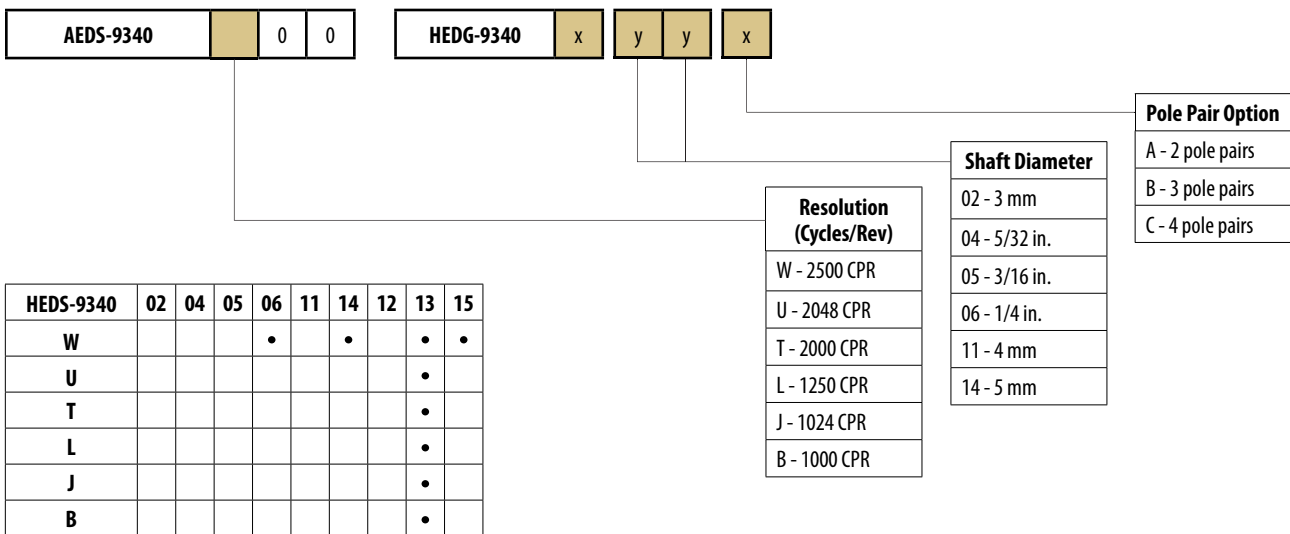 AEDS-9340 0 0 HEDG-9340 x y y x
Pole Pair Option
A - 2 pole pairs
B - 3 pole pairs
C - 4 pole pairs
Shaft Diameter
02 - 3 mm
04 - 5/32 in.
05 - 3/16 in.
06 - 1/4 in.
11 - 4 mm
14 - 5 mm
Resolution
(Cycles/Rev)
W - 2500 CPR
U - 2048 CPR
T - 2000 CPR
L - 1250 CPR
J - 1024 CPR
B - 1000 CPR
HEDS-9340 02 04 05 06 11 14 12 13 15
W • • • •
U •
T •
L •
J •
B •